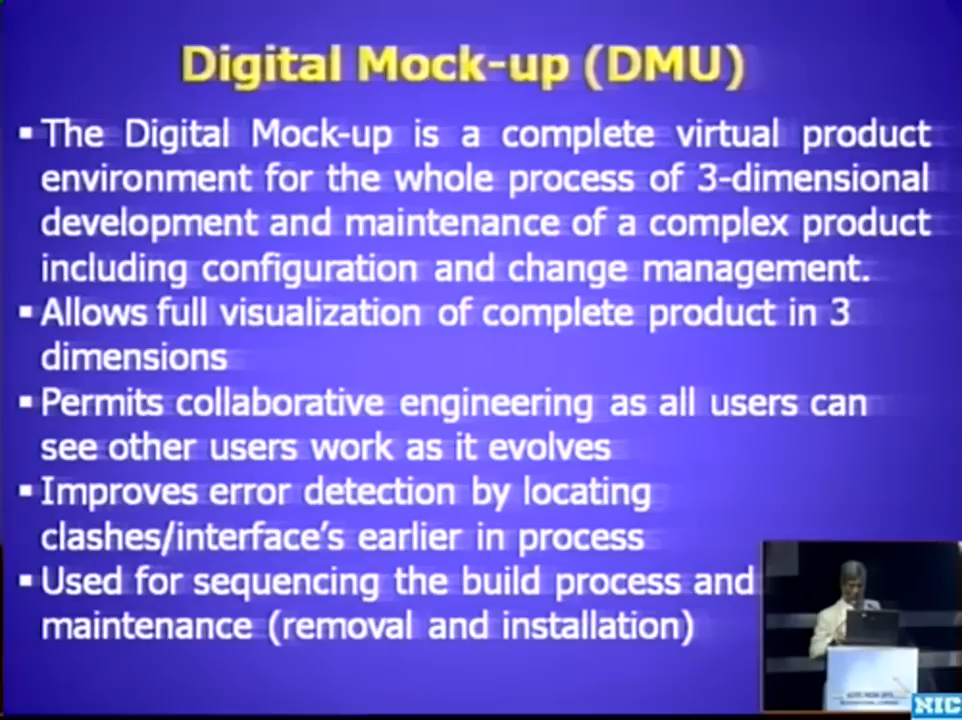 Digital Mock-up (DMU)
▪The Digital Mock-up is a complete virtual product
environment for the whole process of 3-dimensional
development and maintenance of a complex product
including configuration and change management.
▪Allows full visualization of complete product in 3
dimensions
▪Permits collaborative engineering as all users can
see other users work as it evolves
▪Improves error detection by locating
clashes/interface's earlier in process
▪Used for sequencing the build process and
maintenance (removal and installation)
NIC